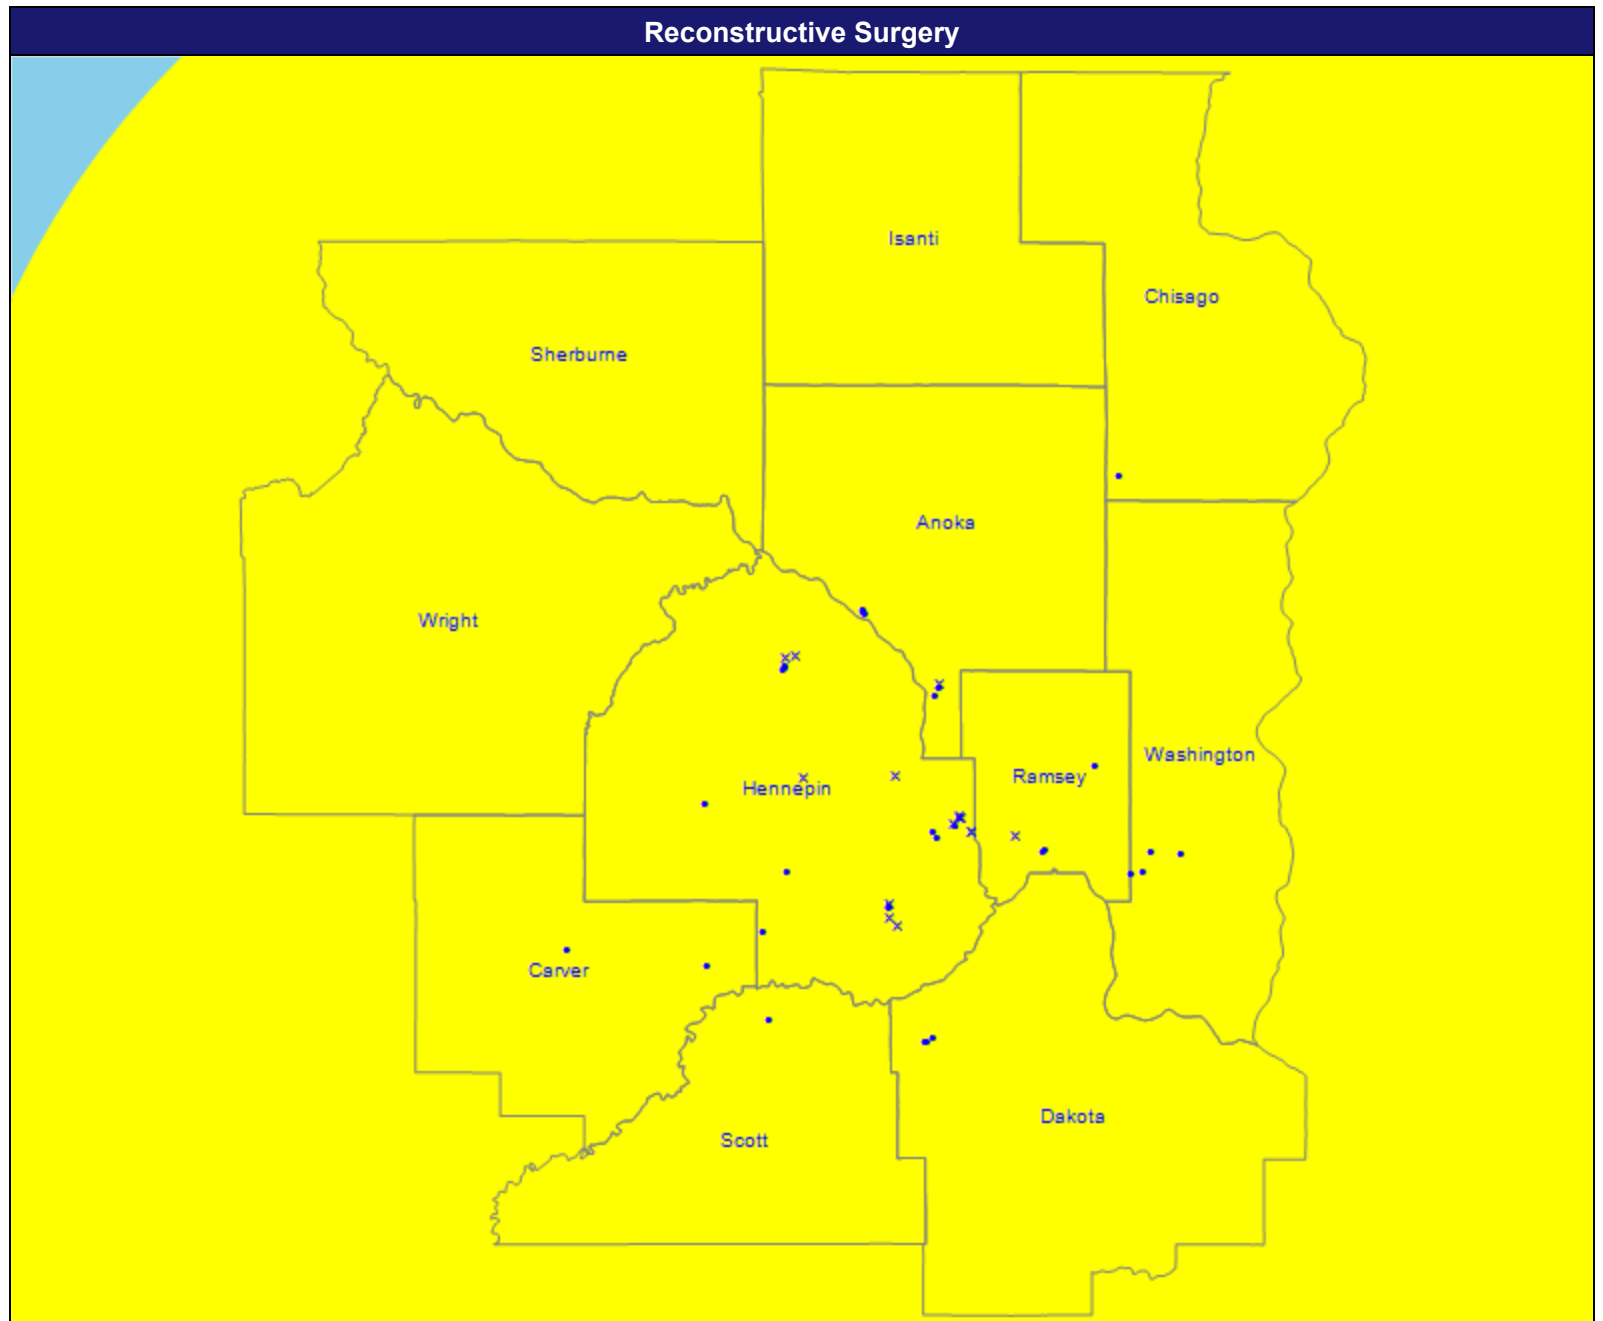 Reconstructive Surgery
Isanti
Chisago
Sherburne
Anoka
Wright
Washington
Ramsey
Hennepin
Carver
Dakota
Scott